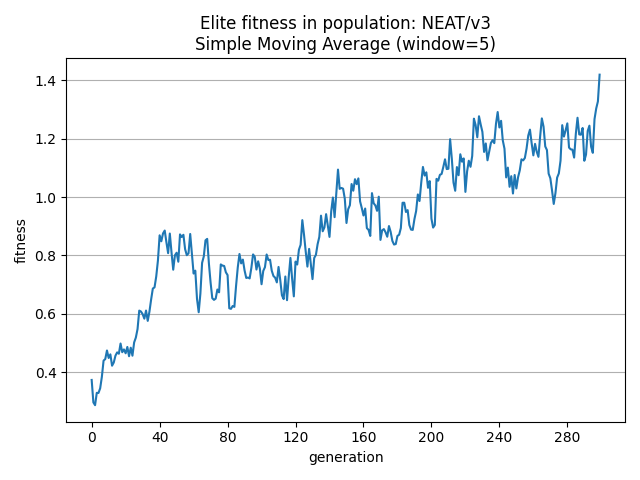 Elite fitness in population: NEAT/v3
Simple Moving Average (window=5)
fitness
1.4
1.2
1.0
0.8
0.6
0.4
0 40 80 120 160 200 240 280
generation